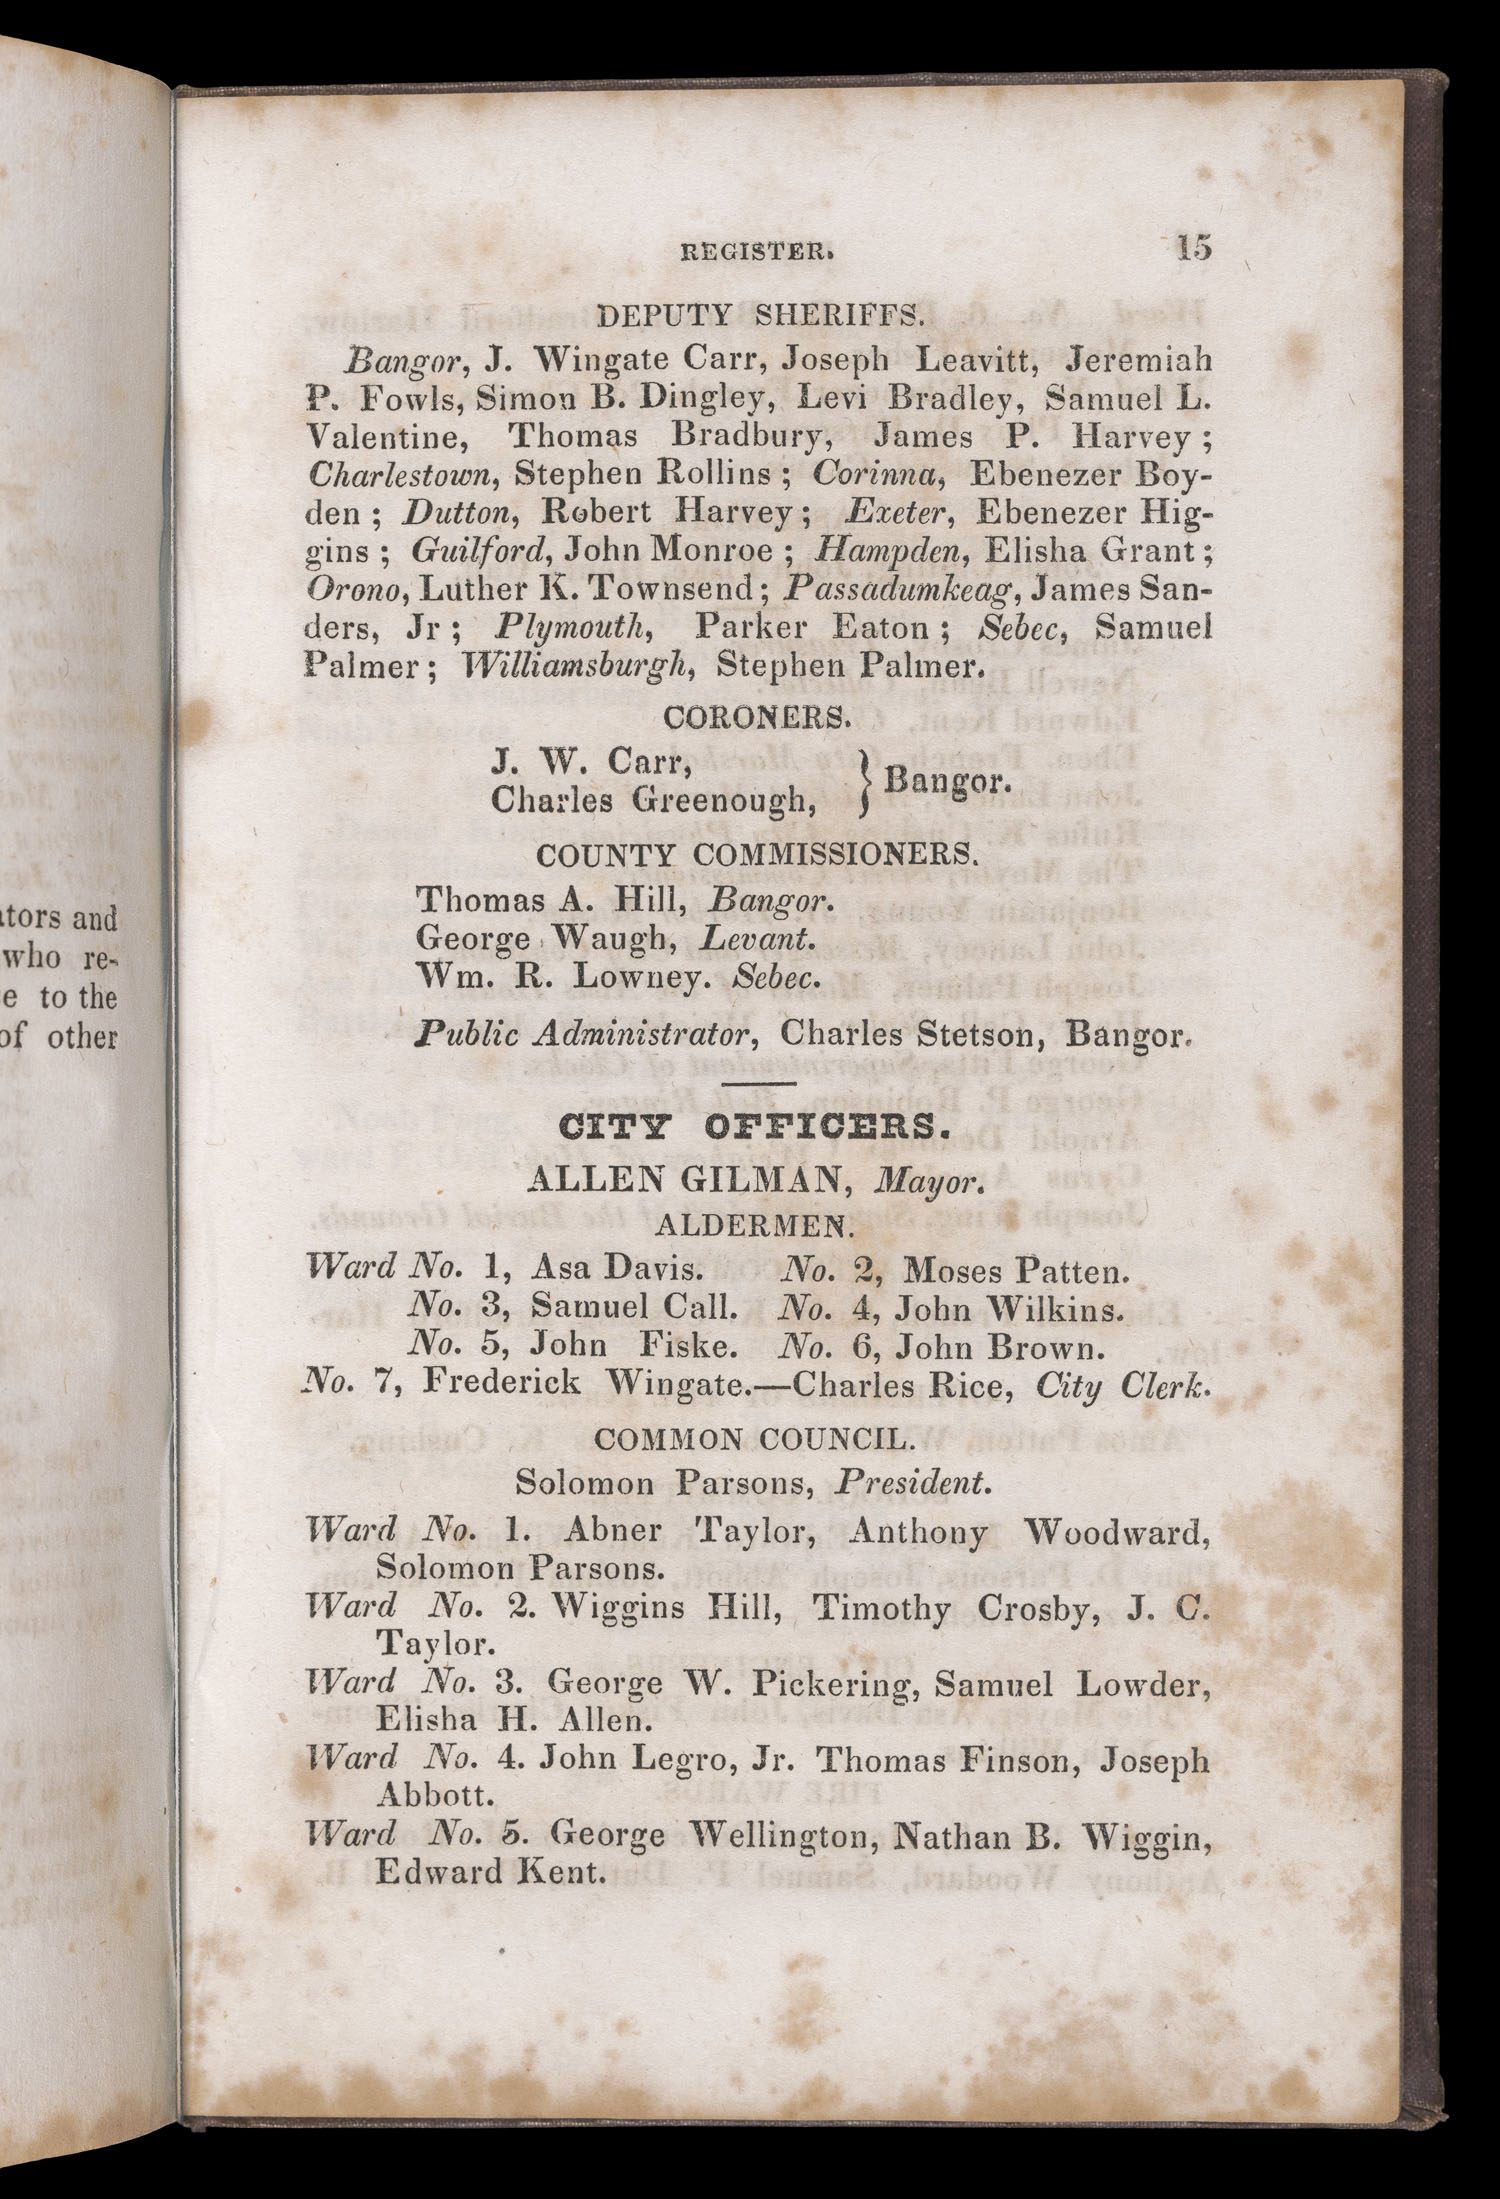 ators and
who re-
e to the
of other
REGISTER. 15
DEPUTY SHERIFFS.
Bangor, J. Wingate Carr, Joseph Leavitt, Jeremiah
P. Fowls, Simon B. Dingley, Levi Bradley, Samuel L.
Valentine, Thomas Bradbury, James P. Harvey ;
Charlestown, Stephen Rollins ; Corinna, Ebenezer Boy-
den ; Dutton, Robert Harvey ; Exeter, Ebenezer Hig-
gins ; Guilford, John Monroe ; Hampden, Elisha Grant ;
Orono, Luther K. Townsend ; Passadumkeag, James San-
ders, Jr ; Plymouth, Parker Eaton ; Sebec, Samuel
Palmer ; Williamsburgh, Stephen Palmer.
CORONERS.
J. W. Carr,
Charles Greenough, } Bangor.
COUNTY COMMISSIONERS.
Thomas A. Hill, Bangor.
George Waugh, Levant.
Wm. R. Lowney. Sebec.
Public Administrator, Charles Stetson, Bangor.
CITY OFFICERS.
ALLEN GILMAN, Mayor.
ALDERMEN.
Ward No. 1, Asa Davis. No. 2, Moses Patten.
No. 3, Samuel Call. No. 4, John Wilkins.
No. 5, John Fiske. No. 6, John Brown.
No. 7, Frederick Wingate.—Charles Rice, City Clerk.
COMMON COUNCIL.
Solomon Parsons, President.
Ward No. 1. Abner Taylor, Anthony Woodward,
Solomon Parsons.
Ward No. 2. Wiggins Hill, Timothy Crosby, J. C.
Taylor.
Ward No. 3. George W. Pickering, Samuel Lowder,
Elisha H. Allen.
Ward No. 4. John Legro, Jr. Thomas Finson, Joseph
Abbott.
Ward No. 5. George Wellington, Nathan B. Wiggin,
Edward Kent.